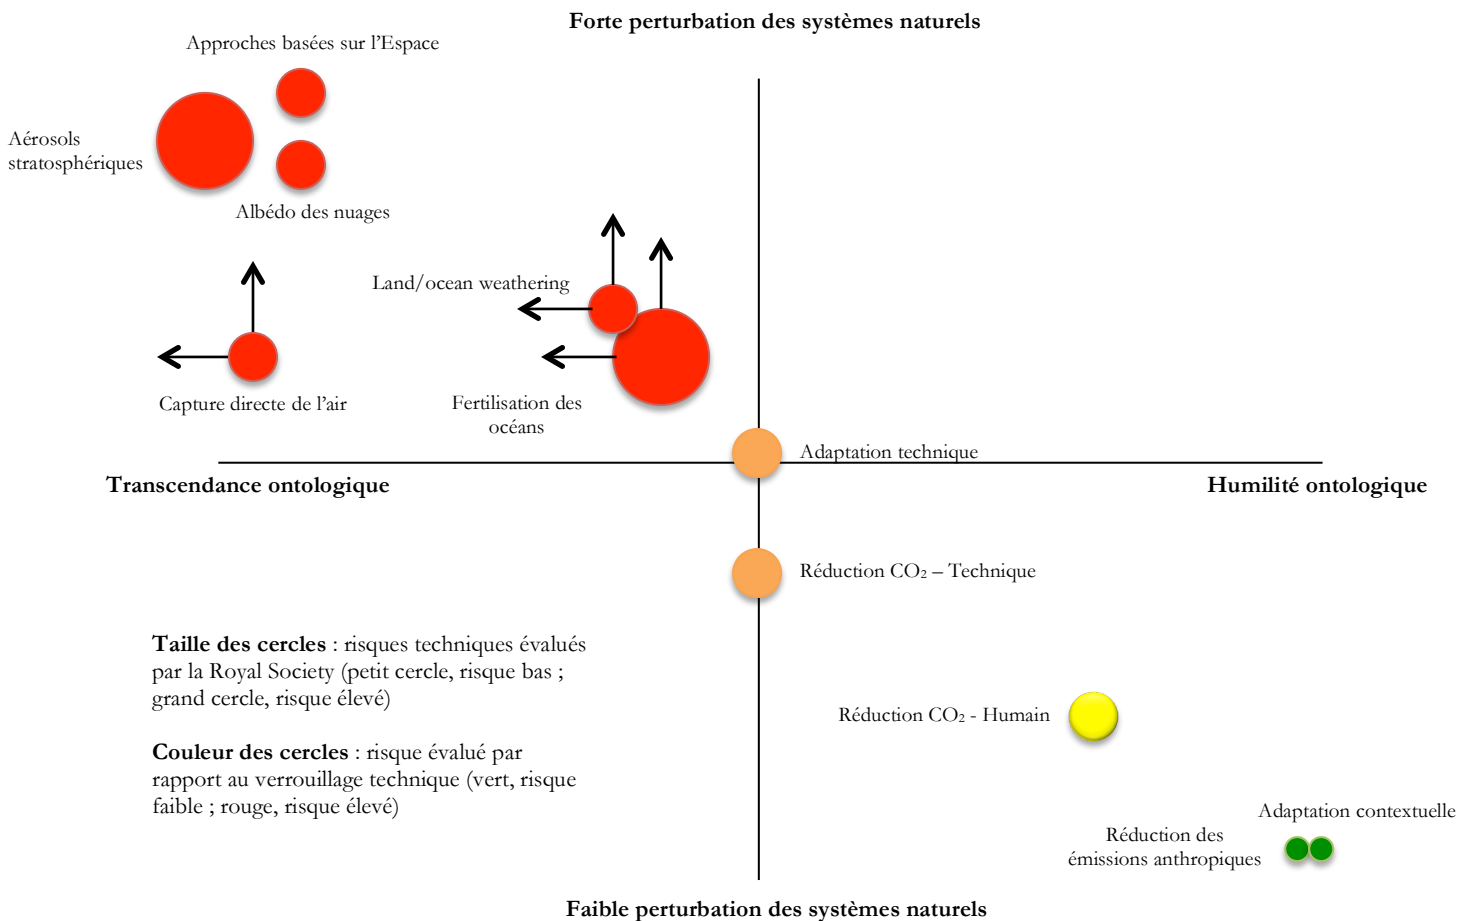 Forte perturbation des systèmes naturels
Approches basées sur l’Espace
Aérosols
stratosphériques
Albédo des nuages
Land/ocean weathering
Capture directe de l’air
Fertilisation des
océans
Adaptation technique
Transcendance ontologique
Humilité ontologique
Réduction CO₂ – Technique
Taille des cercles : risques techniques évalués
par la Royal Society (petit cercle, risque bas ;
grand cercle, risque élevé)
Réduction CO₂ - Humain
Couleur des cercles : risque évalué par
rapport au verrouillage technique (vert, risque
faible ; rouge, risque élevé)
Adaptation contextuelle
Réduction des
émissions anthropiques
Faible perturbation des systèmes naturels